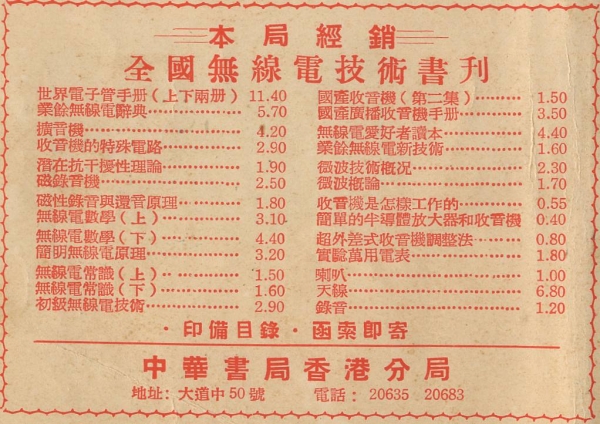 本局經銷
全國無線電技術書刊
世界電子管手册(上下兩册) 11.40
業餘無線電辭典 5.70
擴音機 4.20
收音機的特殊電路 2.90
潛在抗干擾性理論 1.90
磁錄音機 2.50
磁性錄音與還音原理 1.80
無線電數學(上) 3.10
無線電數學(下) 4.40
簡明無線電原理 3.20
無線電常識(上) 1.50
無線電常識(下) 1.60
初級無線電技術 2.90
國產收音機(第二集) 1.50
國產廣播收音機手册 3.50
無線電愛好者讀本 4.40
業餘無線電新技術 1.60
微波技術概况 2.30
微波概論 1.70
收音機是怎樣工作的 0.55
簡單的半導體放大器和收音機 0.40
超外差式收音機調整法 0.80
實驗萬用電表 1.80
喇叭 1.00
天線 6.80
錄音 1.20
·印備目錄·函索即寄
中華書局香港分局
地址:大道中50號 電話:20635 20683